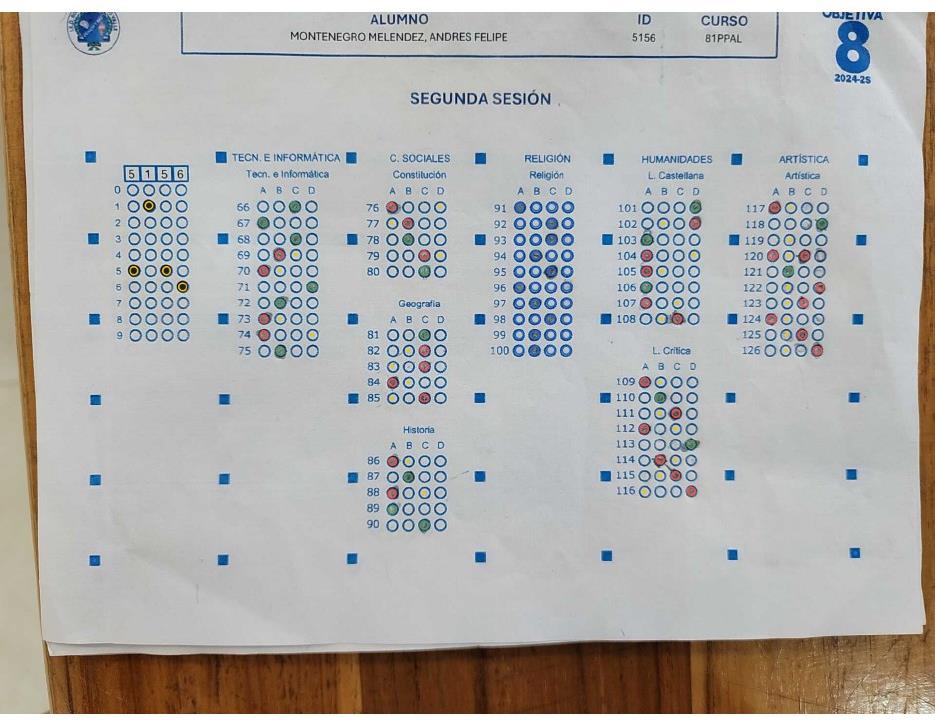 ALUMNO ID CURSO
MONTENEGRO MELENDEZ, ANDRES FELIPE 5156 81PPAL
OBJETIVA
8
2024-2S
SEGUNDA SESIÓN
5 1 5 6
0
1
2
3
4
5
6
7
8
9
TECN. E INFORMÁTICA
Tecn. e Informática
A B C D
66
67
68
69
70
71
72
73
74
75
C. SOCIALES
Constitución
A B C D
76
77
78
79
80
Geografia
A B C D
81
82
83
84
85
Historia
A B C D
86
87
88
89
90
RELIGIÓN
Religión
A B C D
91
92
93
94
95
96
97
98
99
100
HUMANIDADES
L. Castellana
A B C D
101
102
103
104
105
106
107
108
L. Crítica
A B C D
109
110
111
112
113
114
115
116
ARTÍSTICA
Artística
A B C D
117
118
119
120
121
122
123
124
125
126